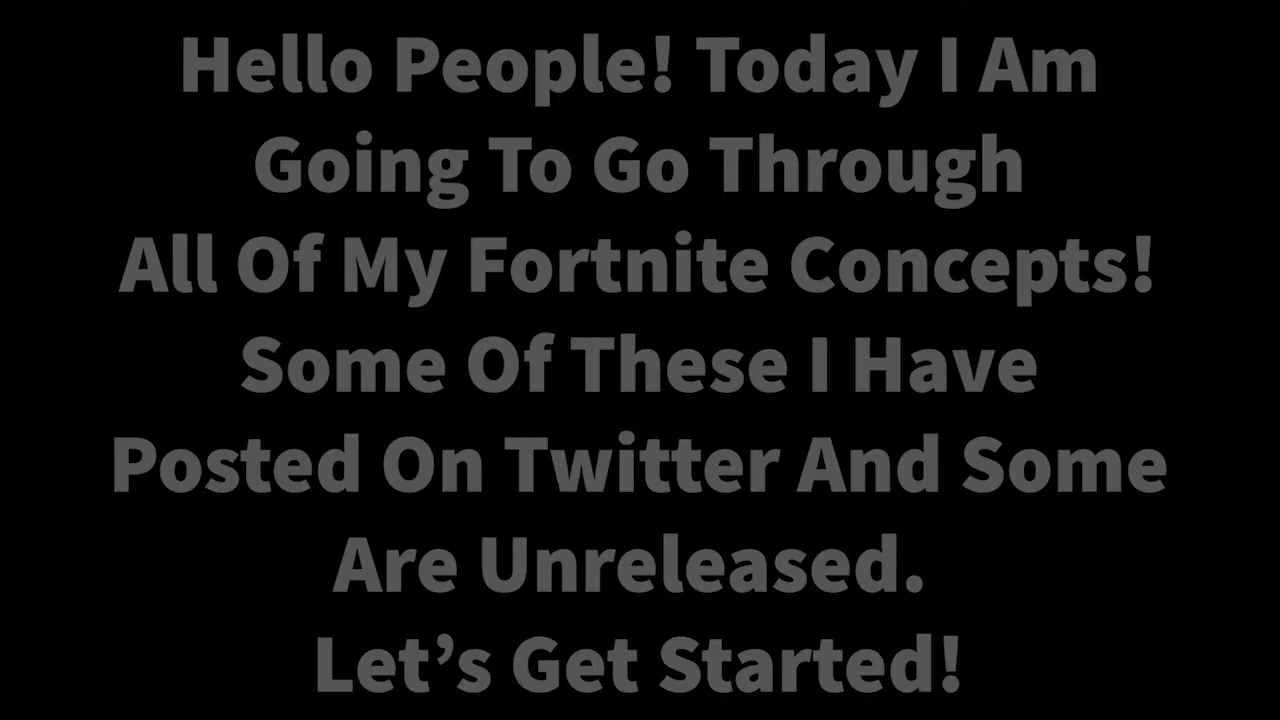 Hello People! Today I Am
Going To Go Through
All Of My Fortnite Concepts!
Some Of These I Have
Posted On Twitter And Some
Are Unreleased.
Let’s Get Started!